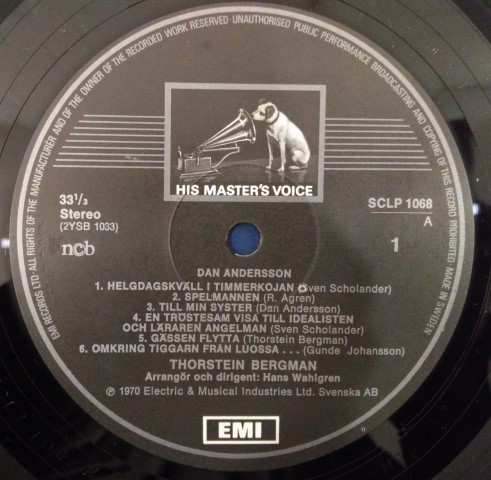 EMI RECORDS LTD·ALL RIGHTS OF THE MANUFACTURER AND OF THE OWNER OF THE RECORDED WORK RESERVED·UNAUTHORISED PUBLIC PERFORMANCE BROADCASTING AND COPYING OF THIS RECORD PROHIBITED·MADE IN SWEDEN
HIS MASTER'S VOICE
33 1/3
Stereo
(2YSB 1033)
ncb
SCLP 1068
A
1
DAN ANDERSSON
1. HELGDAGSKVÄLL I TIMMERKOJAN (Sven Scholander)
2. SPELMANNEN (R. Agren)
3. TILL MIN SYSTER (Dan Andersson)
4. EN TRÖSTESAM VISA TILL IDEALISTEN
OCH LÄRAREN ANGELMAN (Sven Scholander)
5. GÄSSEN FLYTTA (Thorstein Bergman)
6. OMKRING TIGGARN FRÅN LUOSSA . . . (Gunde Johansson)
THORSTEIN BERGMAN
Arrangör och dirigent: Hans Wahlgren
℗ 1970 Electric & Musical Industries Ltd. Svenska AB
EMI